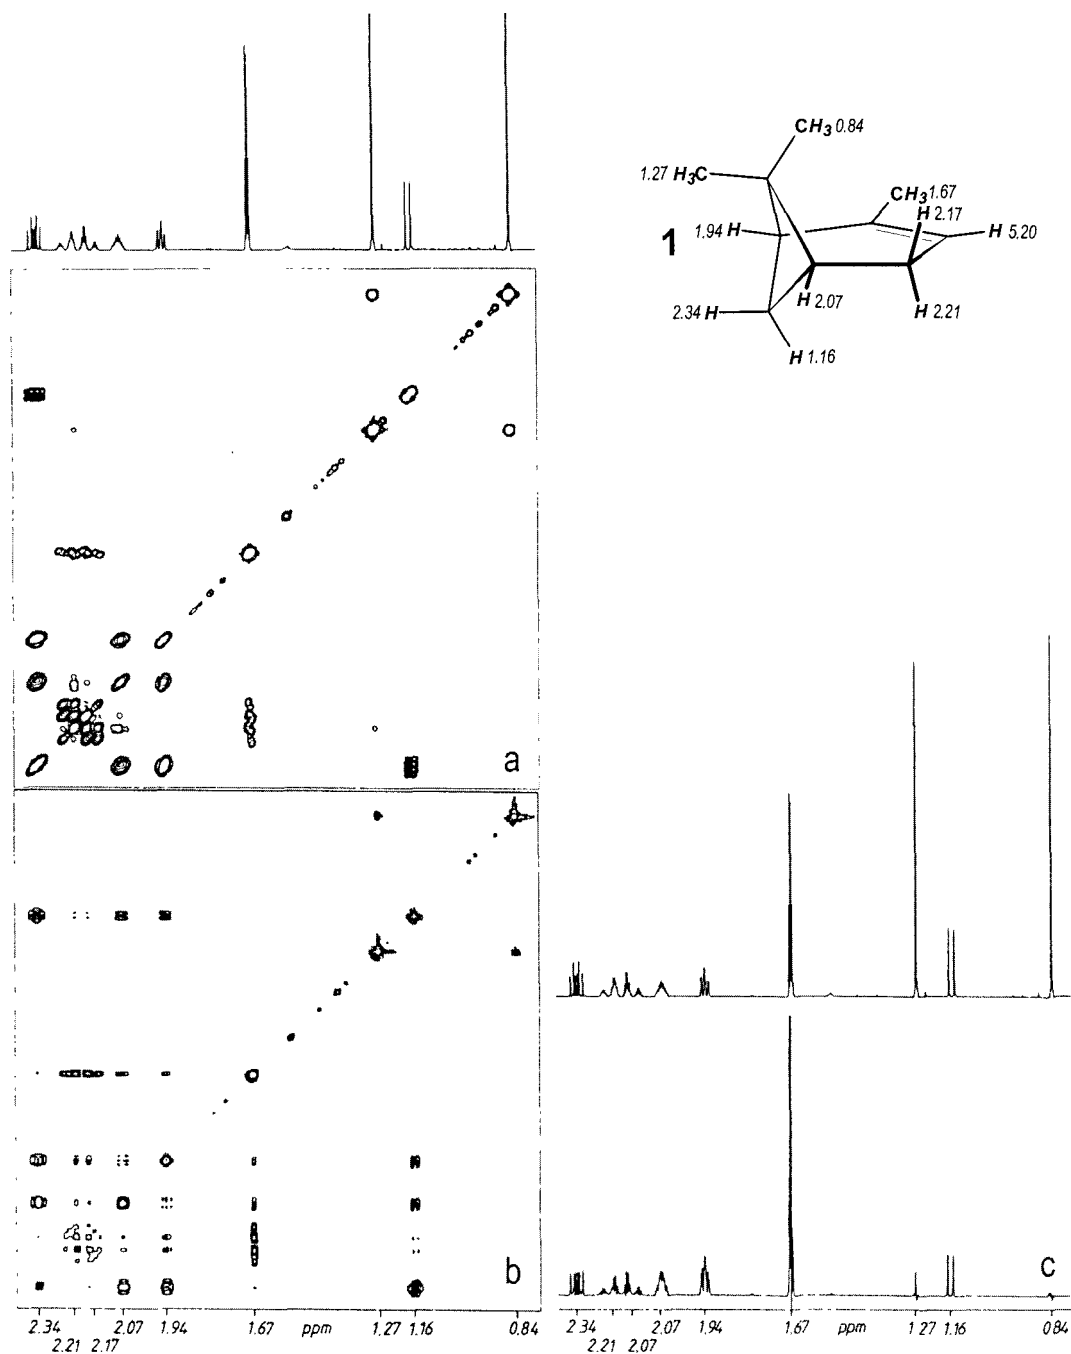 CH3 0.84
1.27 H3C
CH3 1.67
H 2.17
1
1.94 H
H 5.20
H 2.07
2.34 H
H 2.21
H 1.16
a
b
c
2.34 2.07 1.94 1.67 ppm 1.27 1.16 0.84
2.21 2.17
2.34 2.07 1.94 1.67 ppm 1.27 1.16 0.84
2.21 2.07